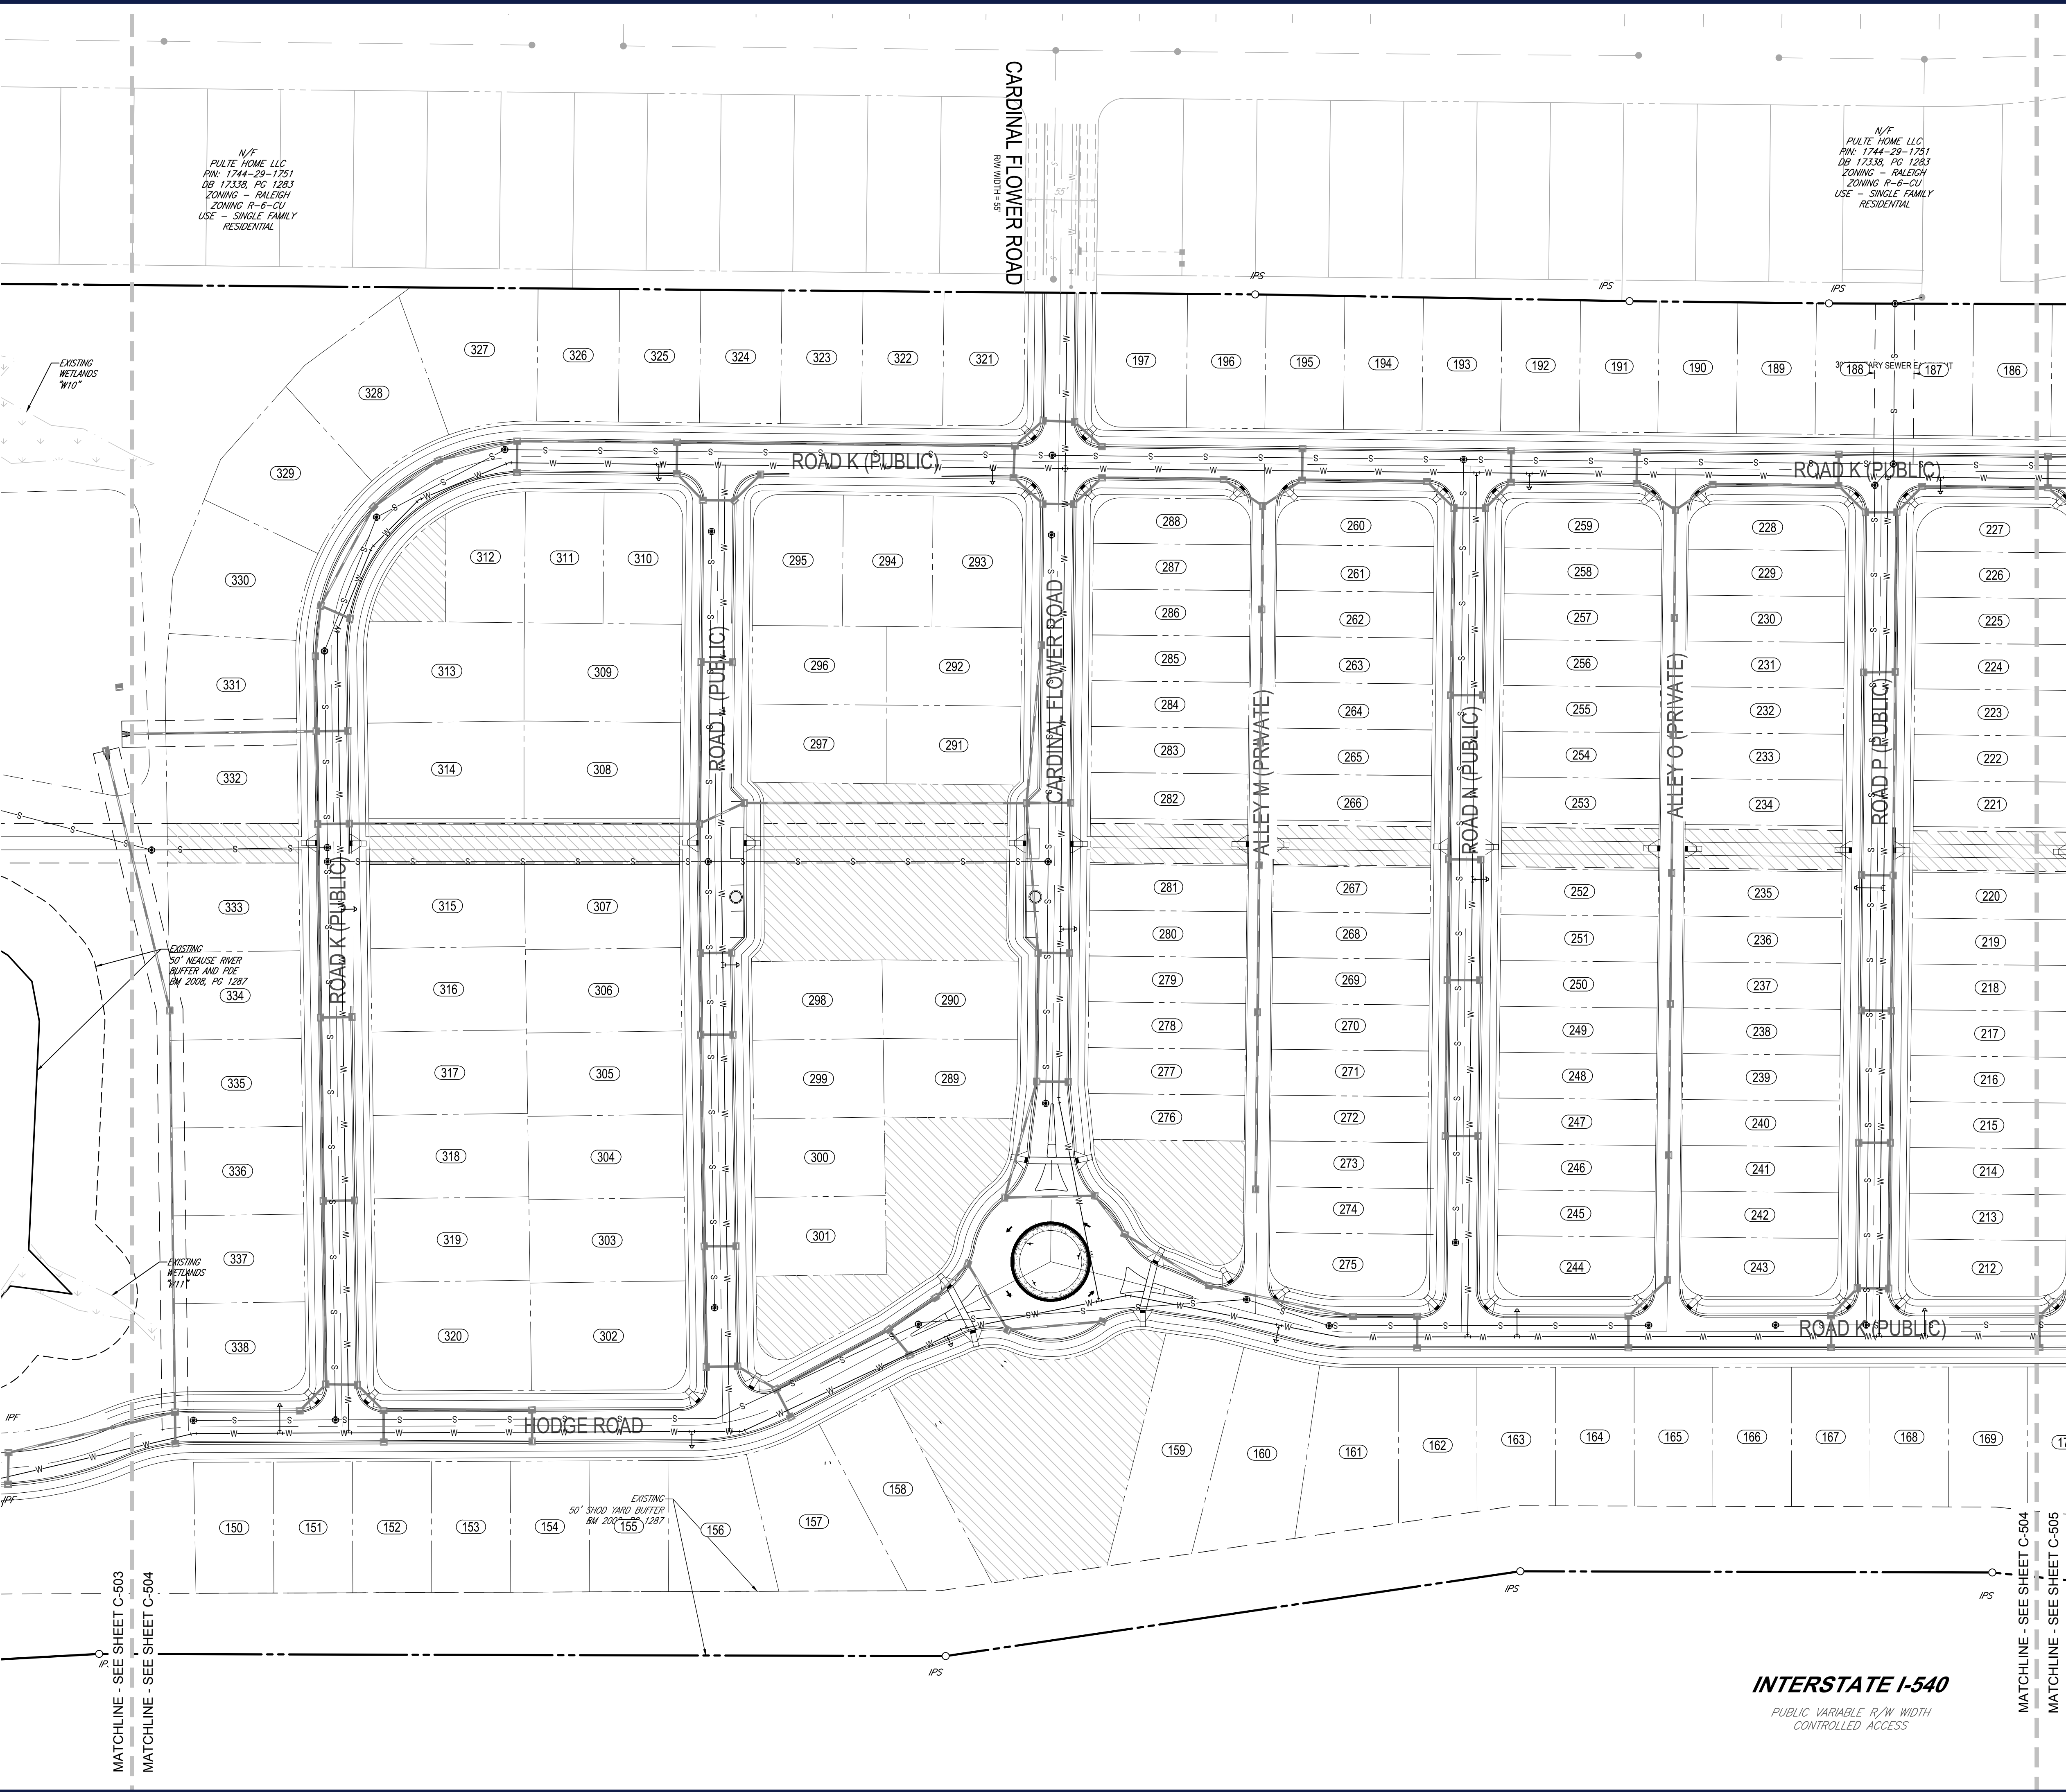 CARDINAL FLOWER ROAD
R/W WIDTH = 55'
55'
N/F
PULTE HOME LLC
PIN: 1744-29-1751
DB 17338, PG 1283
ZONING - RALEIGH
ZONING R-6-CU
USE - SINGLE FAMILY
RESIDENTIAL
N/F
PULTE HOME LLC
PIN: 1744-29-1751
DB 17338, PG 1283
ZONING - RALEIGH
ZONING R-6-CU
USE - SINGLE FAMILY
RESIDENTIAL
IPS
IPS
IPS
EXISTING
WETLANDS
"W10"
327
326
325
324
323
322
321
197
196
195
194
193
192
191
190
189
188
187
186
328
329
330
331
332
333
334
335
336
337
338
ROAD K (PUBLIC)
ROAD K (PUBLIC)
312
311
310
313
309
314
308
315
307
316
306
317
305
318
304
319
303
320
302
ROAD K (PUBLIC)
ROAD L (PUBLIC)
295
294
293
296
292
297
291
298
290
299
289
300
301
CARDINAL FLOWER ROAD
288
287
286
285
284
283
282
281
280
279
278
277
276
ALLEY M (PRIVATE)
260
261
262
263
264
265
266
267
268
269
270
271
272
273
274
275
ROAD N (PUBLIC)
259
258
257
256
255
254
253
252
251
250
249
248
247
246
245
244
ALLEY O (PRIVATE)
228
229
230
231
232
233
234
235
236
237
238
239
240
241
242
243
ROAD P (PUBLIC)
227
226
225
224
223
222
221
220
219
218
217
216
215
214
213
212
EXISTING
50' NEAUSE RIVER
BUFFER AND PDE
BM 2008, PG 1287
EXISTING
WETLANDS
"W11"
ROAD K (PUBLIC)
HODGE ROAD
IPF
IPF
150
151
152
153
154
155
156
157
158
159
160
161
162
163
164
165
166
167
168
169
EXISTING
50' SHOD YARD BUFFER
1287
IPS
IPS
IPS
MATCHLINE - SEE SHEET C-503
MATCHLINE - SEE SHEET C-504
MATCHLINE - SEE SHEET C-504
MATCHLINE - SEE SHEET C-505
INTERSTATE I-540
PUBLIC VARIABLE R/W WIDTH
CONTROLLED ACCESS